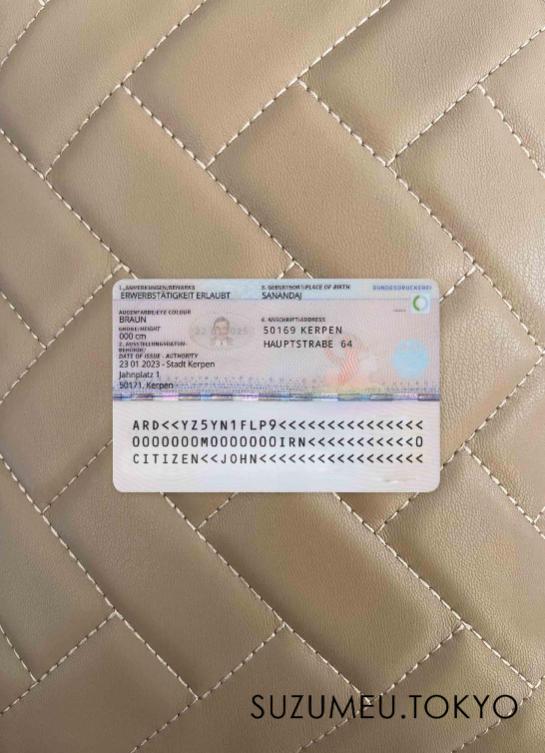 1. ANMERKUNGEN/REMARKS
ERWERBSTÄTIGKEIT ERLAUBT
3. GEBURTSORT/PLACE OF BIRTH
SANANDAJ
BUNDESDRUCKEREI
AUGENFARBE/EYE COLOUR
BRAUN
GRÖSSE/HEIGHT
000 cm
2. AUSSTELLUNGSDATUM-
BEHÖRDE/
DATE OF ISSUE - AUTHORITY
23 01 2023 - Stadt Kerpen
Jahnplatz 1
50171, Kerpen
4. ANSCHRIFT/ADDRESS
50169 KERPEN
HAUPTSTRABE 64
ARD<<YZ5YN1FLP9<<<<<<<<<<<<<<<
0000000M0000000IRN<<<<<<<<<<<0
CITIZEN<<JOHN<<<<<<<<<<<<<<<<<
SUZUMEU.TOKYO